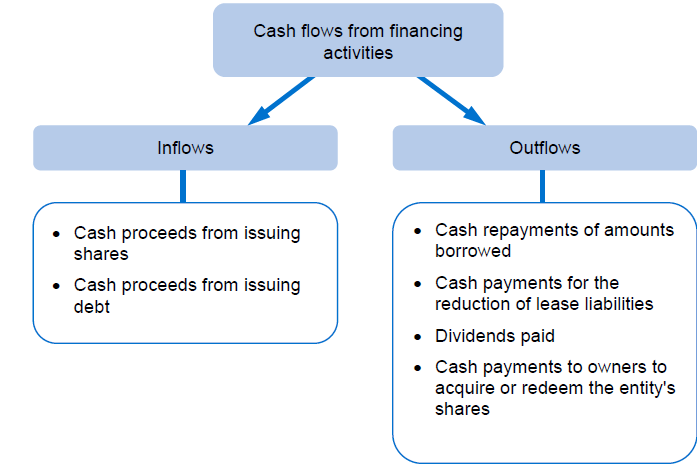 Cash flows from financing
activities
Inflows
Outflows
• Cash proceeds from issuing
shares
• Cash proceeds from issuing
debt
• Cash repayments of amounts
borrowed
• Cash payments for the
reduction of lease liabilities
• Dividends paid
• Cash payments to owners to
acquire or redeem the entity's
shares